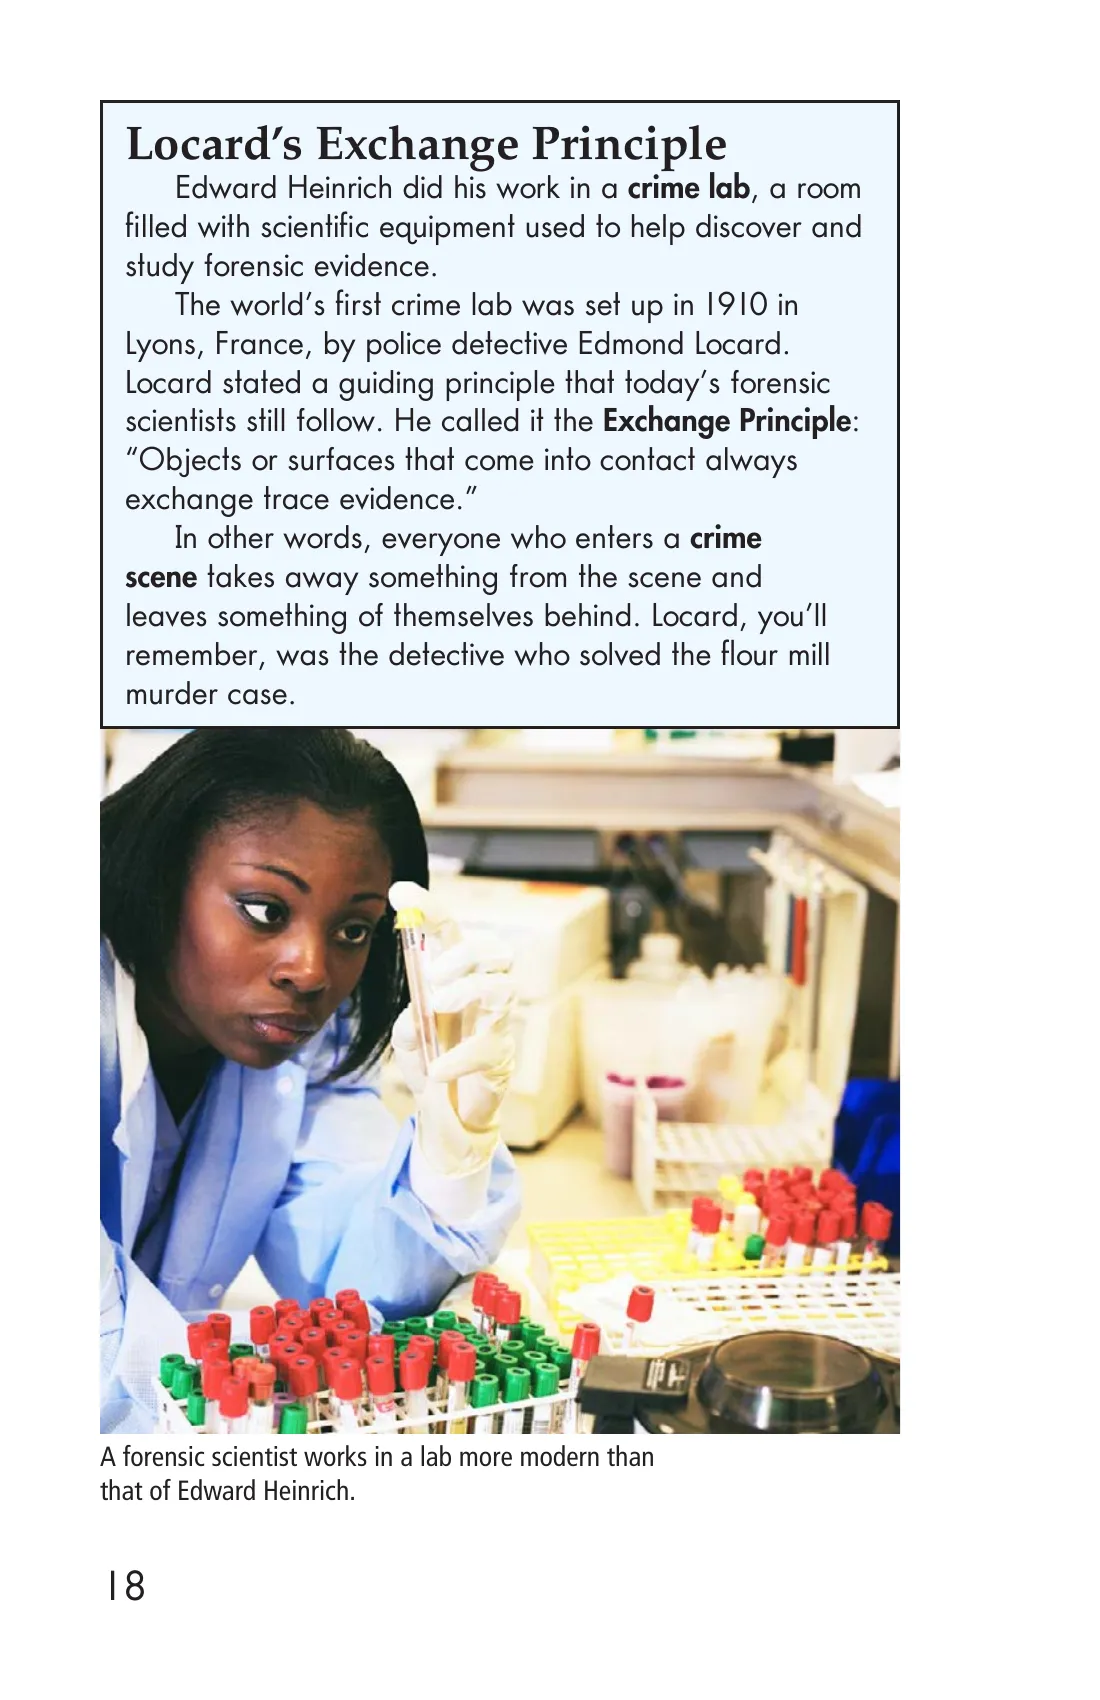 Locard’s Exchange Principle
Edward Heinrich did his work in a crime lab, a room
filled with scientific equipment used to help discover and
study forensic evidence.
The world’s first crime lab was set up in 1910 in
Lyons, France, by police detective Edmond Locard.
Locard stated a guiding principle that today’s forensic
scientists still follow. He called it the Exchange Principle:
“Objects or surfaces that come into contact always
exchange trace evidence.”
In other words, everyone who enters a crime
scene takes away something from the scene and
leaves something of themselves behind. Locard, you’ll
remember, was the detective who solved the flour mill
murder case.
A forensic scientist works in a lab more modern than
that of Edward Heinrich.
18